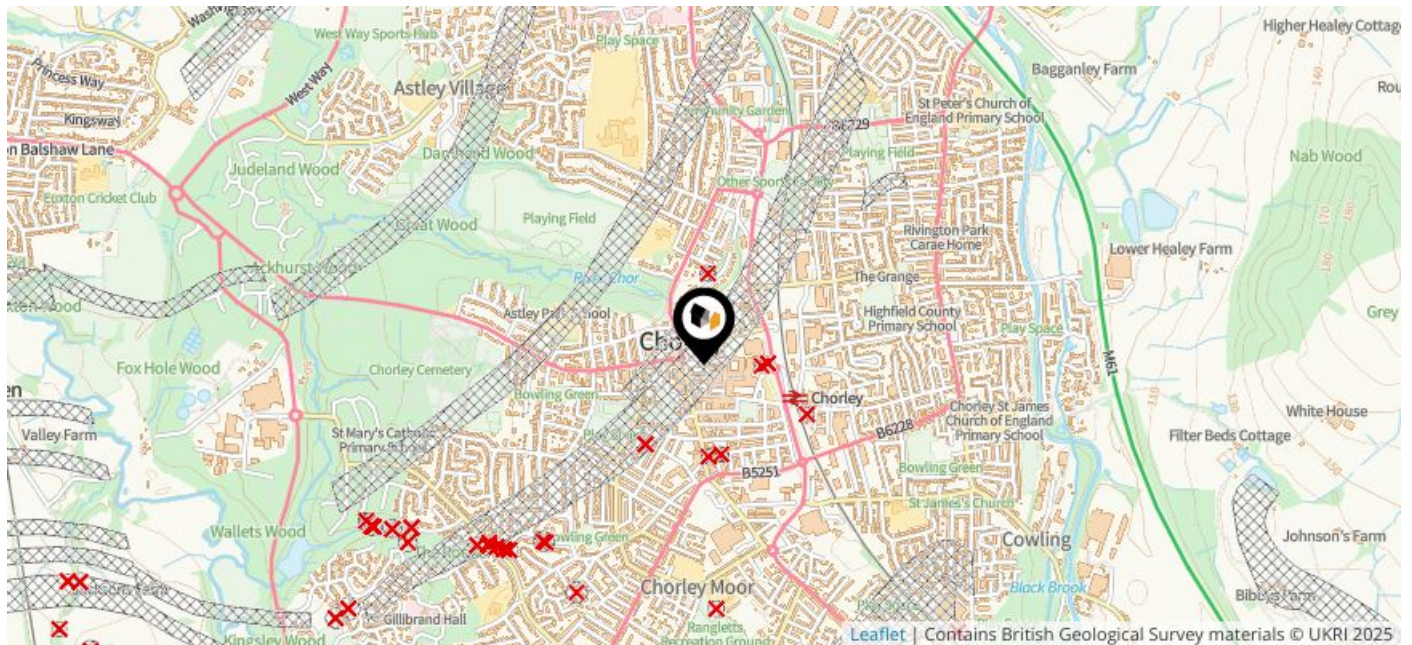 West Way Sports Hub
Play Space
Higher Healey Cottage
Princess Way
West Way
Astley Village
Bagganley Farm
Kingsway
St Peter's Church of
England Primary School
B6229
n Balshaw Lane
Judeland Wood
Playing Field
Nab Wood
Euxton Cricket Club
Other Sports Facility
Great Wood
Playing Field
Rivington Park
Carae Home
Lower Healey Farm
Ackhurst Wood
The Grange
Grey
Astley Park School
Highfield County
Primary School
Play Space
Fox Hole Wood
Chorley Cemetery
M61
Bowling Green
Chorley
White House
Valley Farm
St Mary's Catholic
Primary School
Chorley St James
Church of England
Primary School
B6228
Filter Beds Cottage
B5251
Bowling Green
St James's Church
Wallets Wood
Bowling Green
Cowling
Johnson's Farm
Chorley Moor
Black Brook
Gillibrand Hall
Rangletts
Recreation Ground
Kingsley Wood
Leaflet | Contains British Geological Survey materials © UKRI 2025